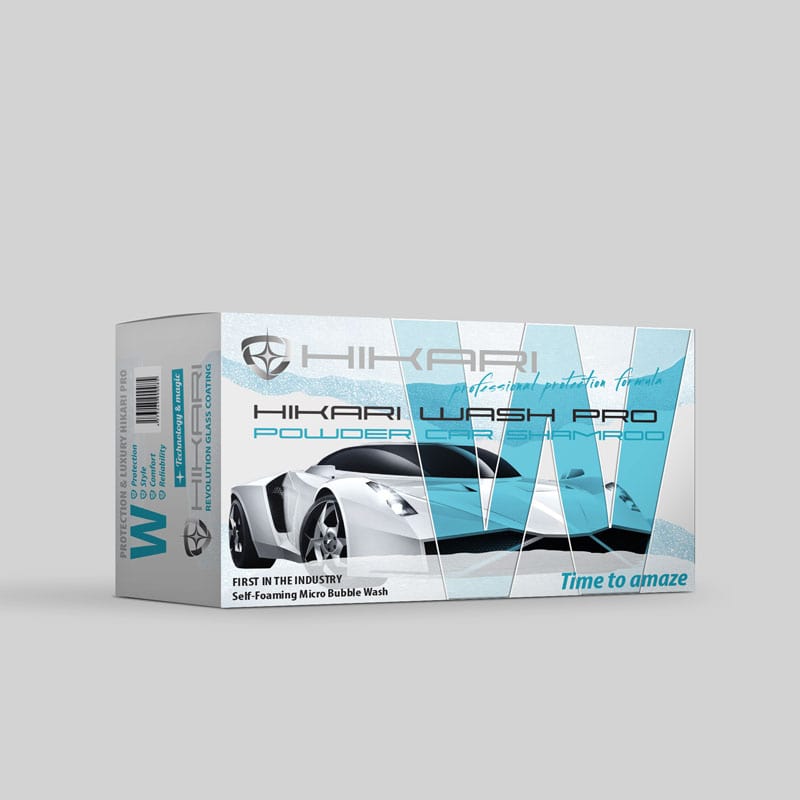 HIKARI
professional protection formula
HIKARI WASH PRO
POWDER CAR SHAMPOO
W
FIRST IN THE INDUSTRY
Self-Foaming Micro Bubble Wash
Time to amaze
PROTECTION & LUXURY HIKARI PRO
W
Protection
Style
Comfort
Reliability
Technology & magic
HIKARI
REVOLUTION GLASS COATING